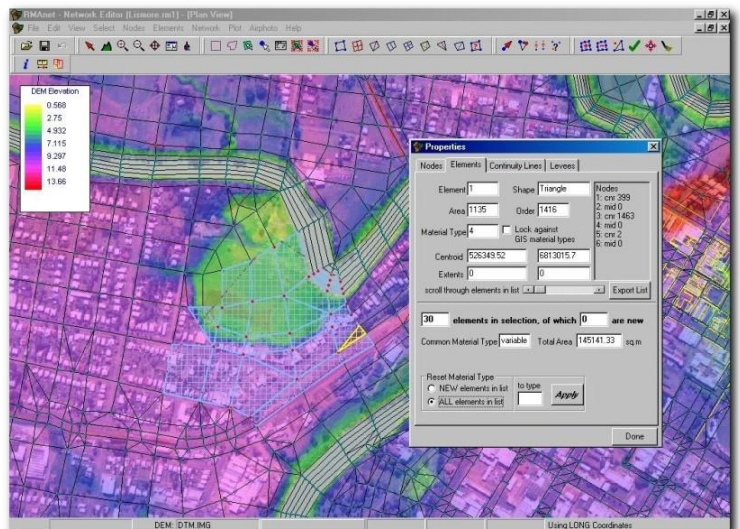 RMAnet - Network Editor (Lismore.rm1) - [Plan View]
File Edit View Select Nodes Elements Network Plot Airphoto Help
DEM Elevation
0.568
2.75
4.932
7.115
9.297
11.48
13.66
Properties
Nodes Elements Continuity Lines Levees
Element 1 Shape Triangle
Area 1135 Order 1416
Material Type 4 Lock against GIS material types
Centroid 526349.52 6813015.7
Extents 0 0
Nodes
1: cnr 399
2: mid 0
3: cnr 1463
4: mid 0
5: cnr 2
6: mid 0
scroll through elements in list Export List
30 elements in selection, of which 0 are new
Common Material Type variable Total Area 145141.33 sq.m
Reset Material Type
NEW elements in list to type
ALL elements in list Apply
Done
DEM: DTM.IMG Using LONG Coordinates